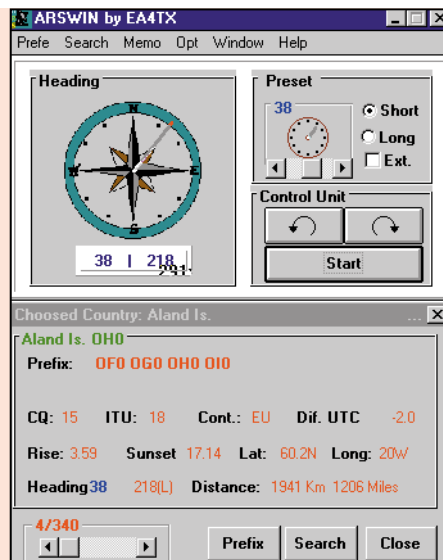 ARSWIN by EA4TX
Prefe Search Memo Opt Window Help
Heading
N
E
S
W
38 | 218
Preset
38
Short
Long
Ext.
Control Unit
Start
Choosed Country: Aland Is. ...
Aland Is. OH0
Prefix: OF0 OG0 OH0 OI0
CQ: 15 ITU: 18 Cont.: EU Dif. UTC -2.0
Rise: 3.59 Sunset 17.14 Lat: 60.2N Long: 20W
Heading 38 218(L) Distance: 1941 Km 1206 Miles
4/340
Prefix Search Close